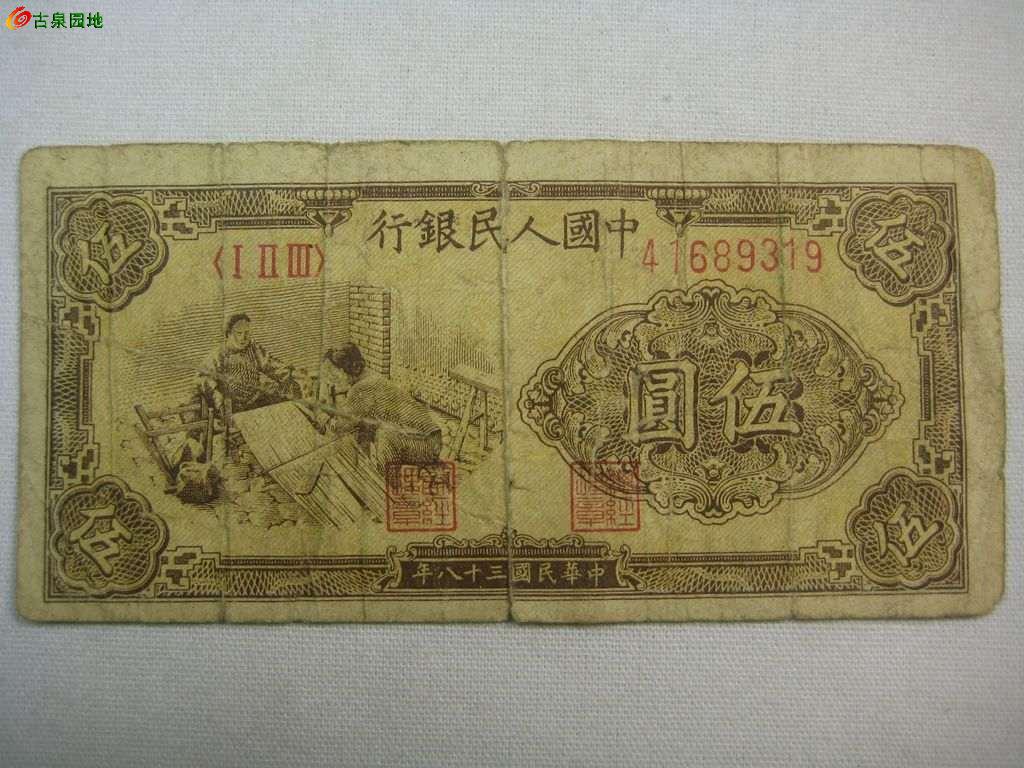 古泉园地
中國人民銀行
〈I II III〉
41689319
伍
伍
伍圓
伍
伍
中華民國三十八年